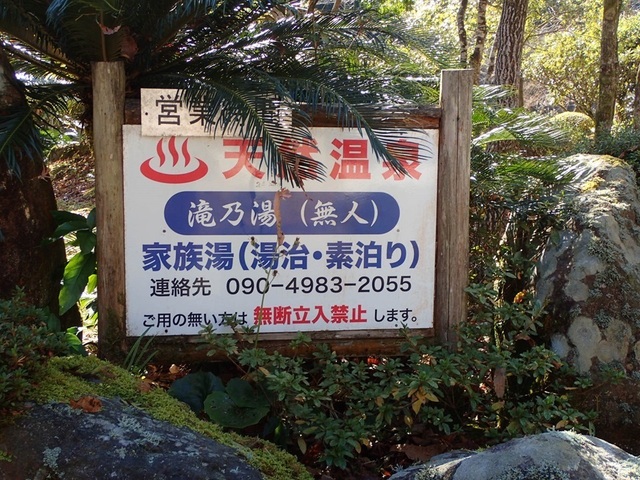 営業
天然温泉
滝乃湯（無人）
家族湯(湯治・素泊り)
連絡先 090-4983-2055
ご用の無い方は無断立入禁止します。